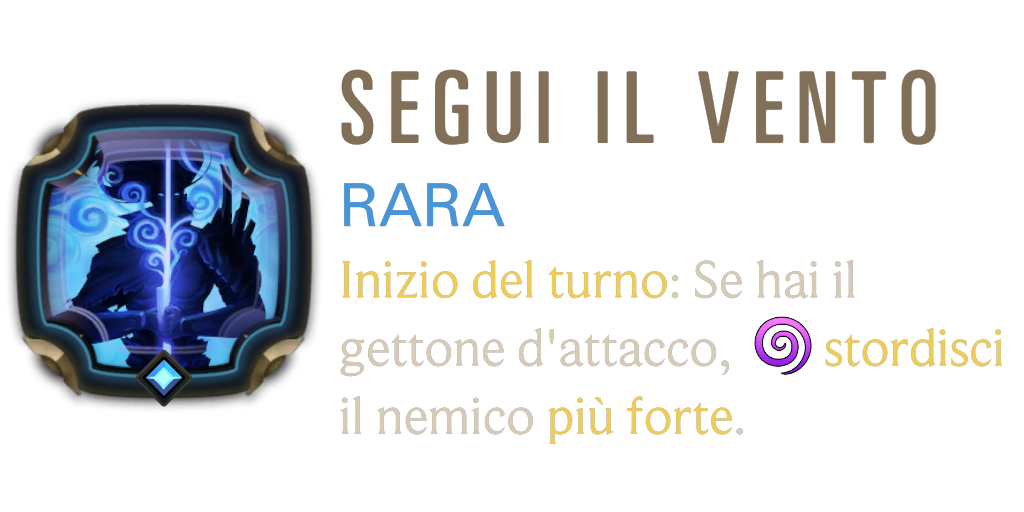 SEGUI IL VENTO
RARA
Inizio del turno: Se hai il
gettone d'attacco, stordisci
il nemico più forte.